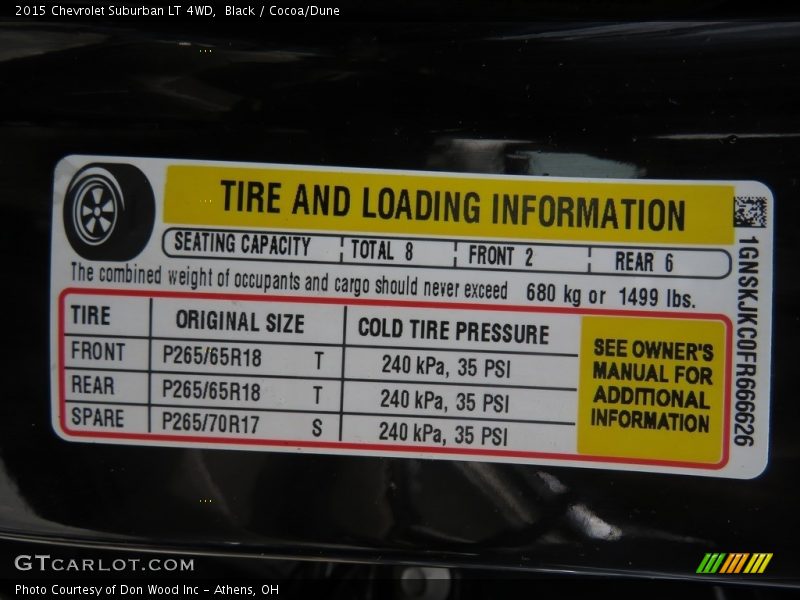 2015 Chevrolet Suburban LT 4WD, Black / Cocoa/Dune
TIRE AND LOADING INFORMATION
SEATING CAPACITY TOTAL 8 FRONT 2 REAR 6
The combined weight of occupants and cargo should never exceed 680 kg or 1499 lbs.
TIRE ORIGINAL SIZE COLD TIRE PRESSURE
FRONT P265/65R18 T 240 kPa, 35 PSI
REAR P265/65R18 T 240 kPa, 35 PSI
SPARE P265/70R17 S 240 kPa, 35 PSI
SEE OWNER'S
MANUAL FOR
ADDITIONAL
INFORMATION
1GNSKJKC0FR666626
GTCARLOT.COM
Photo Courtesy of Don Wood Inc - Athens, OH